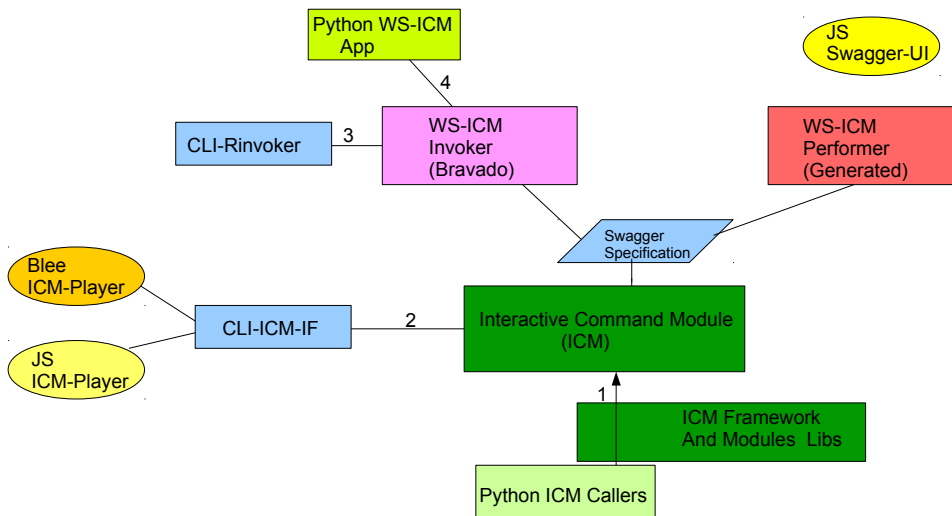 Python WS-ICM
App
JS
Swagger-UI
4
WS-ICM
Invoker
(Bravado)
WS-ICM
Performer
(Generated)
3
CLI-Rinvoker
Swagger
Specification
Blee
ICM-Player
CLI-ICM-IF
2
Interactive Command Module
(ICM)
JS
ICM-Player
1
ICM Framework
And Modules Libs
Python ICM Callers